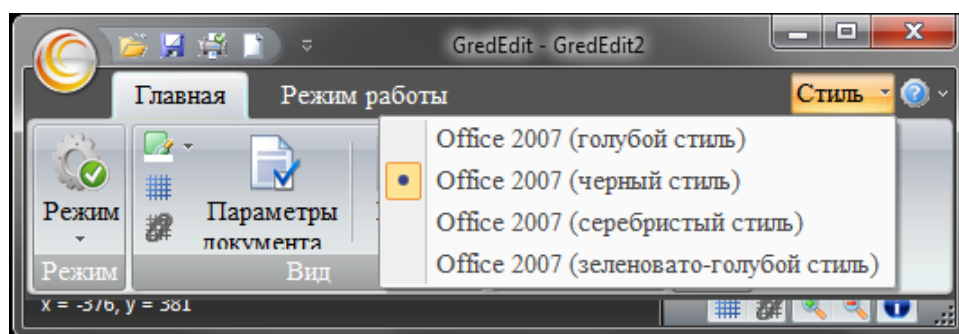 GredEdit - GredEdit2
Главная Режим работы Стиль
Office 2007 (голубой стиль)
Office 2007 (черный стиль)
Office 2007 (серебристый стиль)
Office 2007 (зеленовато-голубой стиль)
Режим
Параметры
документа
Режим Вид
x = -376, y = 381